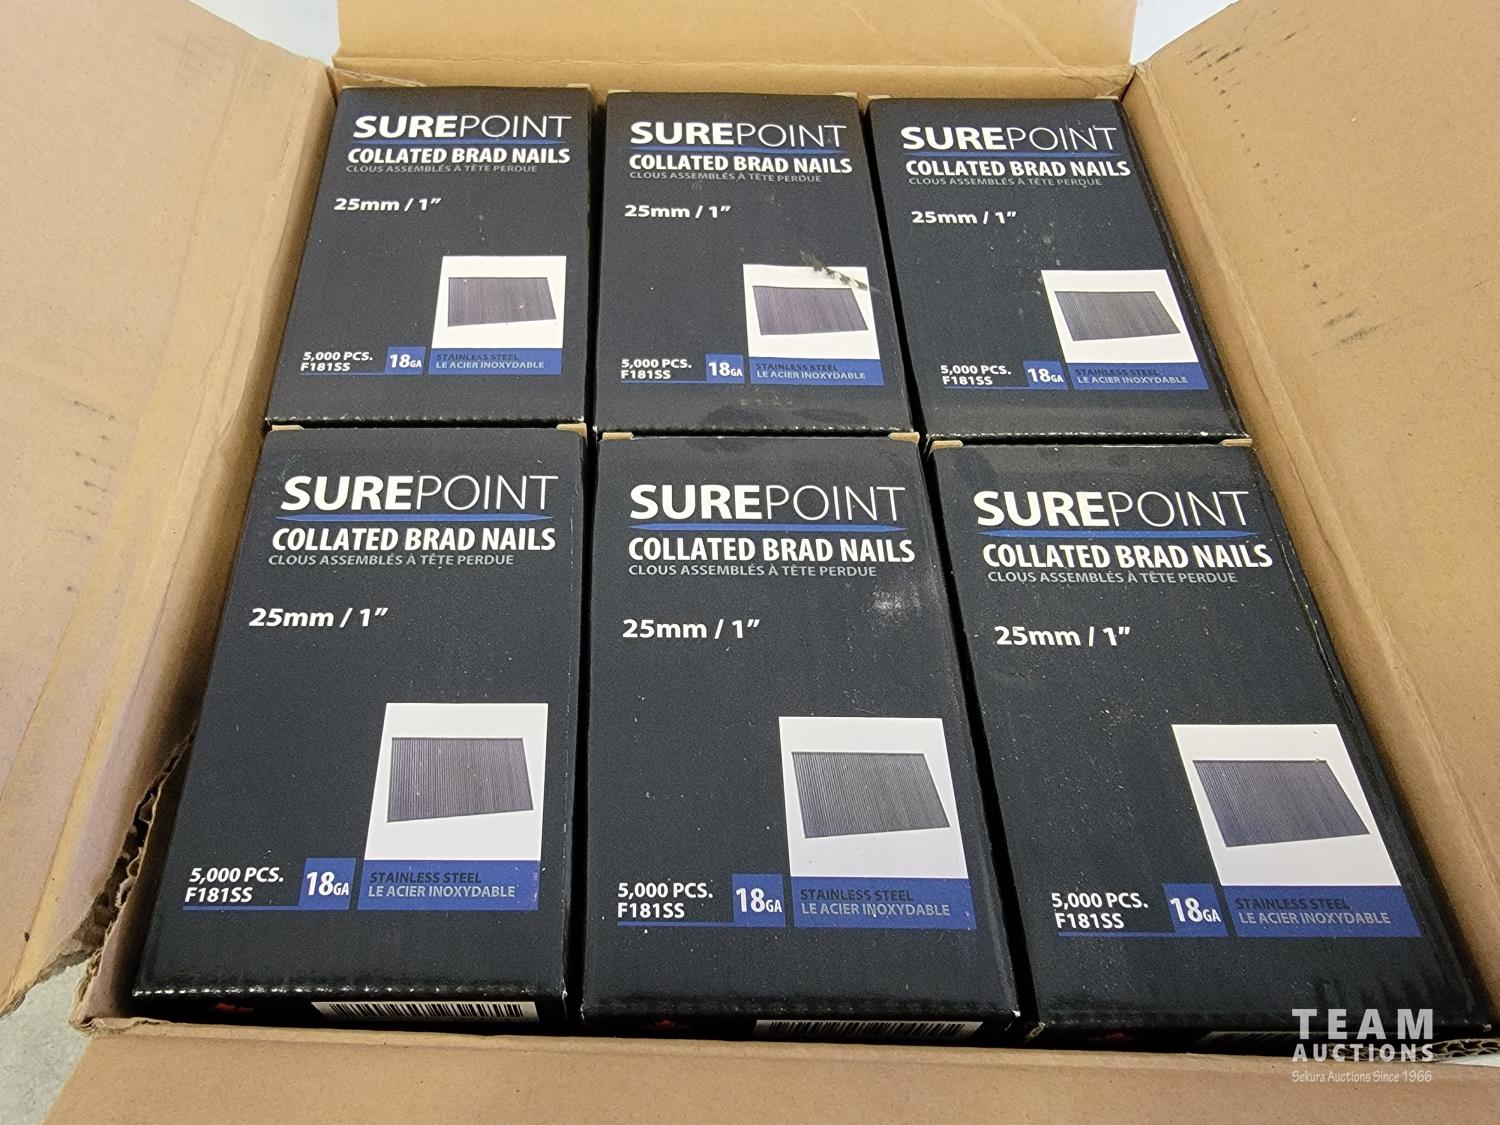 SUREPOINT
COLLATED BRAD NAILS
CLOUS ASSEMBLÉS À TÊTE PERDUE
25mm / 1"
5,000 PCS.
F181SS
18GA
STAINLESS STEEL
LE ACIER INOXYDABLE
SUREPOINT
COLLATED BRAD NAILS
CLOUS ASSEMBLÉS À TÊTE PERDUE
25mm / 1"
5,000 PCS.
F181SS
18GA
STAINLESS STEEL
LE ACIER INOXYDABLE
SUREPOINT
COLLATED BRAD NAILS
CLOUS ASSEMBLÉS À TÊTE PERDUE
25mm / 1"
5,000 PCS.
F181SS
18GA
STAINLESS STEEL
LE ACIER INOXYDABLE
SUREPOINT
COLLATED BRAD NAILS
CLOUS ASSEMBLÉS À TÊTE PERDUE
25mm / 1"
5,000 PCS.
F181SS
18GA
STAINLESS STEEL
LE ACIER INOXYDABLE
SUREPOINT
COLLATED BRAD NAILS
CLOUS ASSEMBLÉS À TÊTE PERDUE
25mm / 1"
5,000 PCS.
F181SS
18GA
STAINLESS STEEL
LE ACIER INOXYDABLE
SUREPOINT
COLLATED BRAD NAILS
CLOUS ASSEMBLÉS À TÊTE PERDUE
25mm / 1"
5,000 PCS.
F181SS
18GA
STAINLESS STEEL
LE ACIER INOXYDABLE
TEAM
AUCTIONS
Sekura Auctions Since 1966